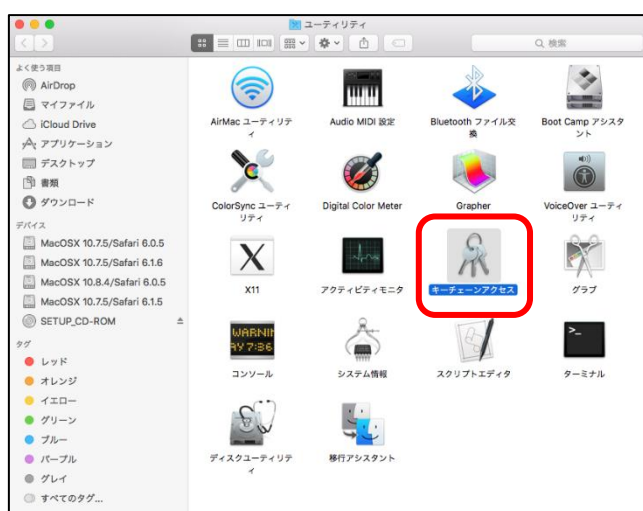 ユーティリティ
検索
よく使う項目
AirDrop
マイファイル
iCloud Drive
アプリケーション
デスクトップ
書類
ダウンロード
デバイス
MacOSX 10.7.5/Safari 6.0.5
MacOSX 10.7.5/Safari 6.1.6
MacOSX 10.8.4/Safari 6.0.5
MacOSX 10.7.5/Safari 6.1.5
SETUP_CD-ROM
タグ
レッド
オレンジ
イエロー
グリーン
ブルー
パープル
グレイ
すべてのタグ...
AirMac ユーティリテ
ィ
Audio MIDI 設定
Bluetooth ファイル交
換
Boot Camp アシスタ
ント
ColorSync ユーティ
リティ
Digital Color Meter
Grapher
VoiceOver ユーティ
リティ
X11
アクティビティモニタ
キーチェーンアクセス
グラブ
WARNIN
AY 7:36
コンソール
システム情報
スクリプトエディタ
>_
ターミナル
ディスクユーティリテ
ィ
移行アシスタント